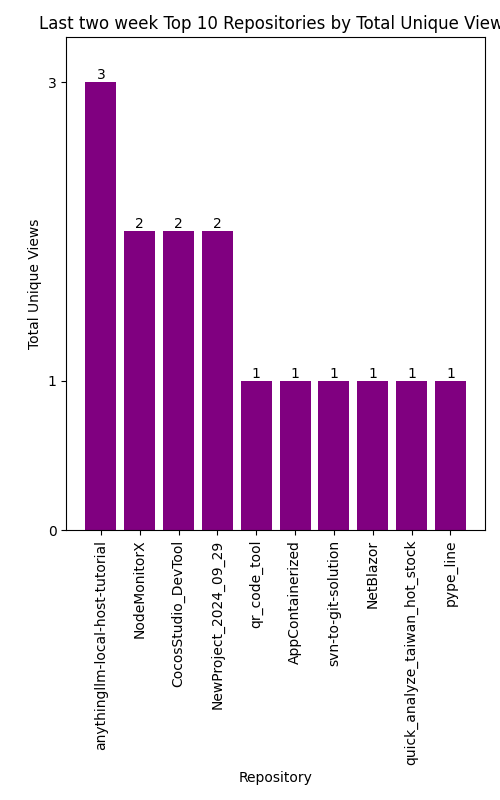 Last two week Top 10 Repositories by Total Unique View
3
2
2
2
1
1
1
1
1
1
Total Unique Views
3
1
0
anythingllm-local-host-tutorial
NodeMonitorX
CocosStudio_DevTool
NewProject_2024_09_29
qr_code_tool
AppContainerized
svn-to-git-solution
NetBlazor
quick_analyze_taiwan_hot_stock
pype_line
Repository